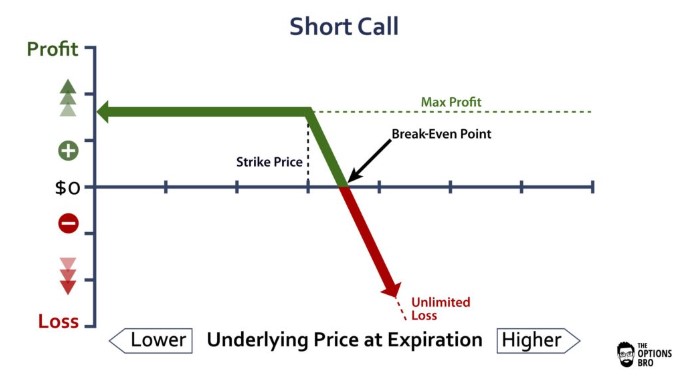 Short Call
Profit
Max Profit
Break-Even Point
Strike Price
$0
Unlimited
Loss
Loss
Lower
Underlying Price at Expiration
Higher
THE
OPTIONS
BRO